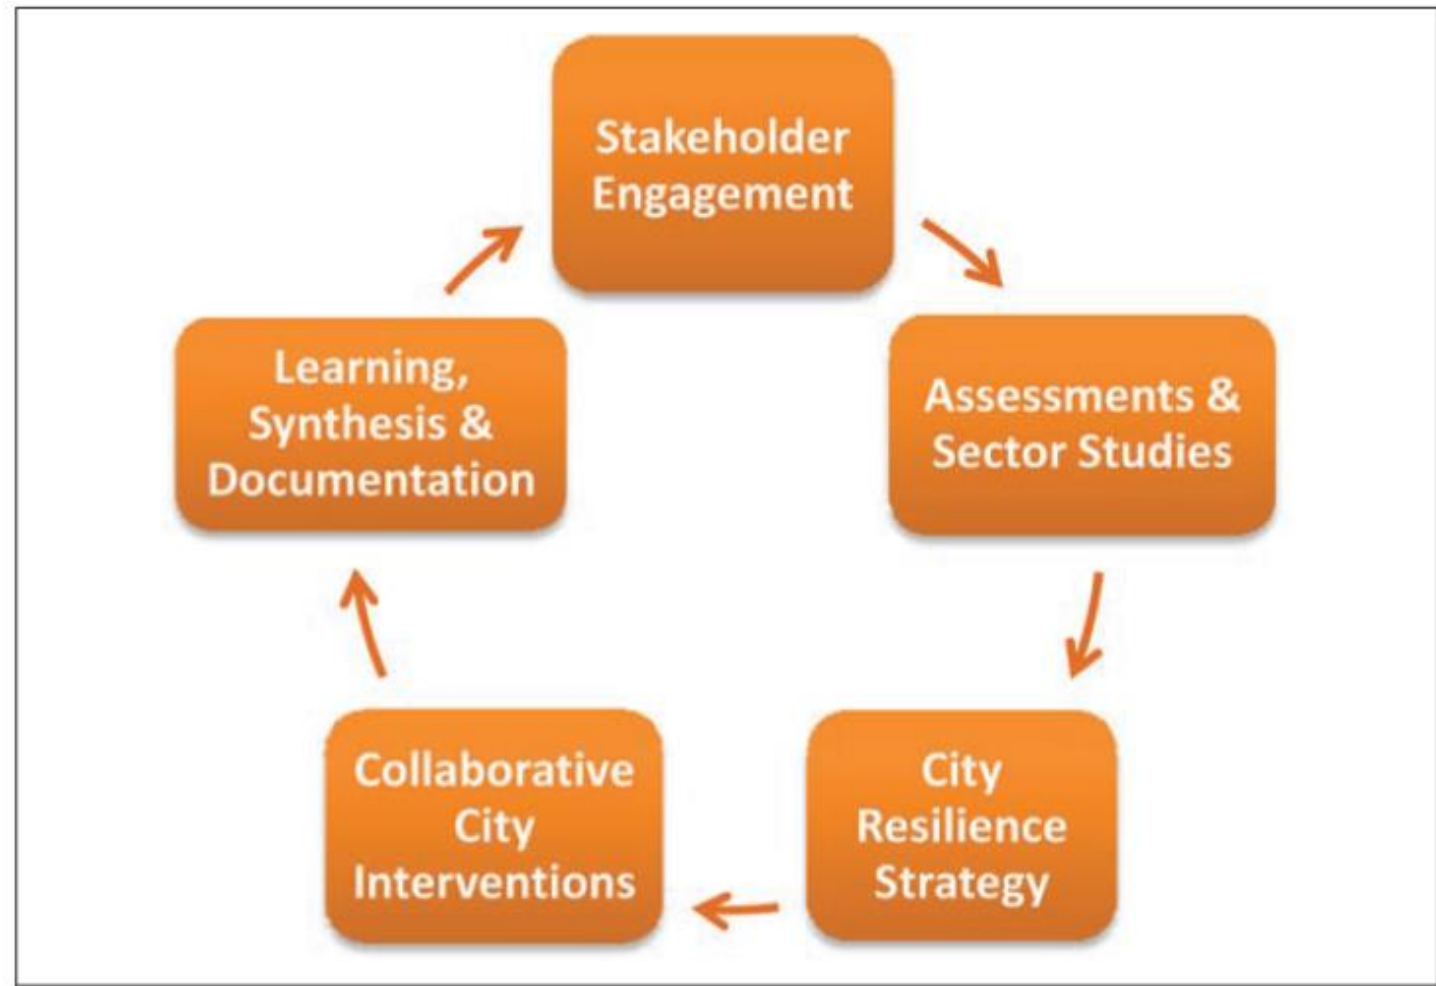 Stakeholder
Engagement
Assessments &
Sector Studies
City
Resilience
Strategy
Collaborative
City
Interventions
Learning,
Synthesis &
Documentation